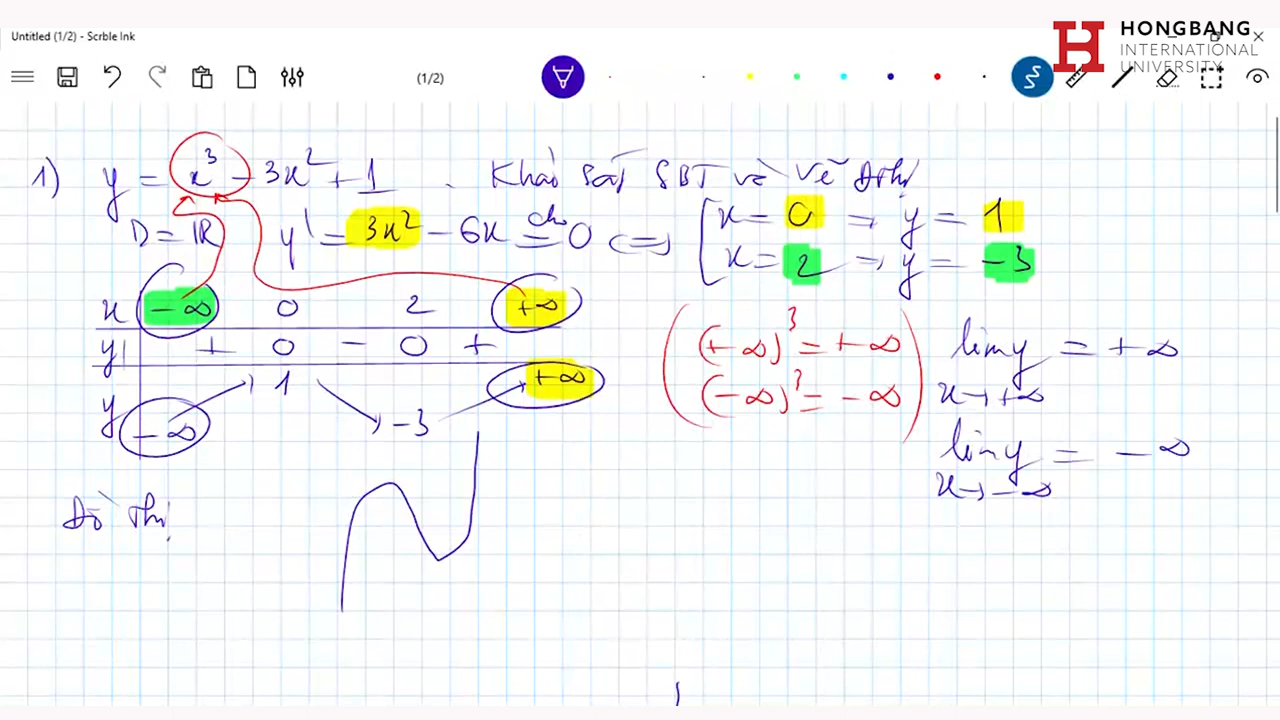 Untitled (1/2) - Scrble Ink
HONGBANG
INTERNATIONAL
UNIVERSITY
(1/2)
1) y = x³ - 3x² + 1. Khảo sát SBT và vẽ đồ thị
D = ℝ y' = 3x² - 6x = 0 <=> [ x = 0 => y = 1
cho
x = 2 => y = -3
x -∞ 0 2 +∞
y' + 0 - 0 +
y -∞ 1 -3 +∞
(+∞)³ = +∞
(-∞)³ = -∞
lim y = +∞
x→+∞
lim y = -∞
x→-∞
Đồ thị